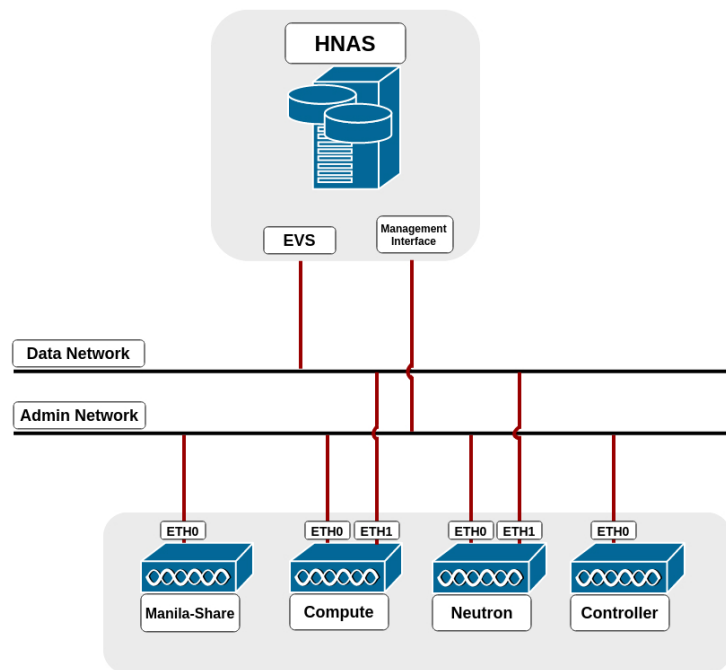 HNAS
EVS
Management
Interface
Data Network
Admin Network
ETH0
ETH0
ETH1
ETH0
ETH1
ETH0
Manila-Share
Compute
Neutron
Controller